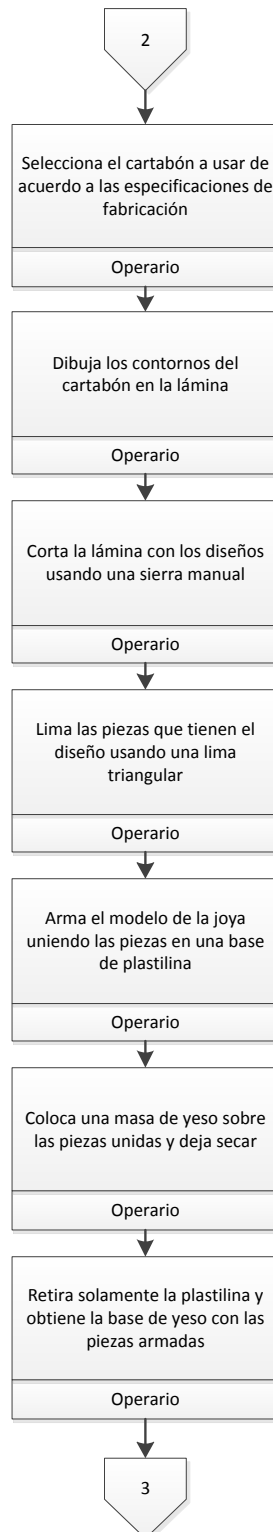 2
Selecciona el cartabón a usar de
acuerdo a las especificaciones de
fabricación
Operario
Dibuja los contornos del
cartabón en la lámina
Operario
Corta la lámina con los diseños
usando una sierra manual
Operario
Lima las piezas que tienen el
diseño usando una lima
triangular
Operario
Arma el modelo de la joya
uniendo las piezas en una base
de plastilina
Operario
Coloca una masa de yeso sobre
las piezas unidas y deja secar
Operario
Retira solamente la plastilina y
obtiene la base de yeso con las
piezas armadas
Operario
3